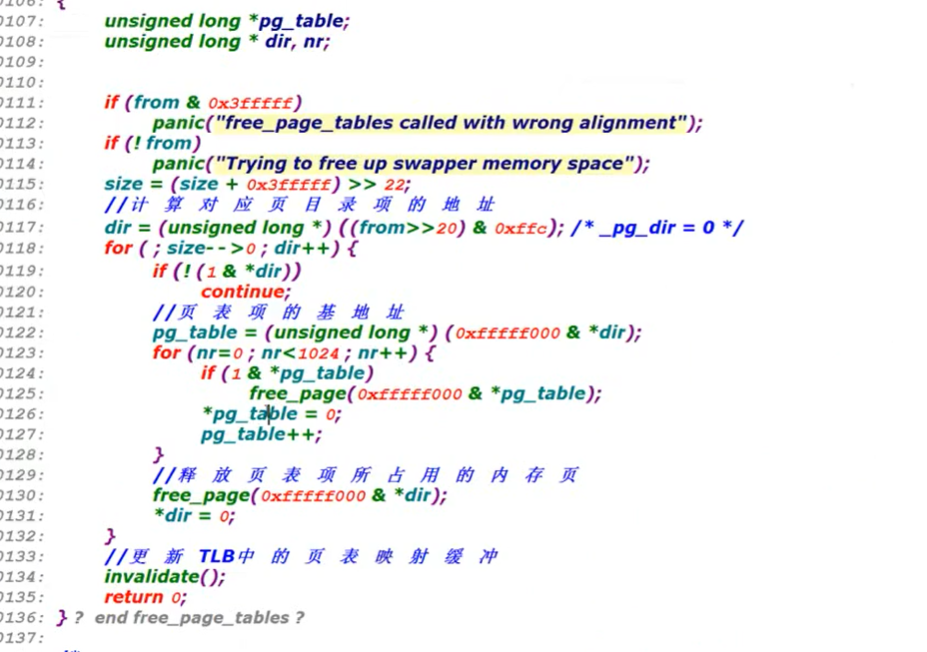 0106: {
0107: unsigned long *pg_table;
0108: unsigned long * dir, nr;
0109:
0110:
0111: if (from & 0x3fffff)
0112: panic("free_page_tables called with wrong alignment");
0113: if (! from)
0114: panic("Trying to free up swapper memory space");
0115: size = (size + 0x3fffff) >> 22;
0116: //计 算 对 应 页 目 录 项 的 地 址
0117: dir = (unsigned long *) ((from>>20) & 0xffc); /* _pg_dir = 0 */
0118: for ( ; size-->0 ; dir++) {
0119: if (! (1 & *dir))
0120: continue;
0121: //页 表 项 的 基 地 址
0122: pg_table = (unsigned long *) (0xfffff000 & *dir);
0123: for (nr=0 ; nr<1024 ; nr++) {
0124: if (1 & *pg_table)
0125: free_page(0xfffff000 & *pg_table);
0126: *pg_table = 0;
0127: pg_table++;
0128: }
0129: //释 放 页 表 项 所 占 用 的 内 存 页
0130: free_page(0xfffff000 & *dir);
0131: *dir = 0;
0132: }
0133: //更 新 TLB中 的 页 表 映 射 缓 冲
0134: invalidate();
0135: return 0;
0136: } ? end free_page_tables ?
0137: